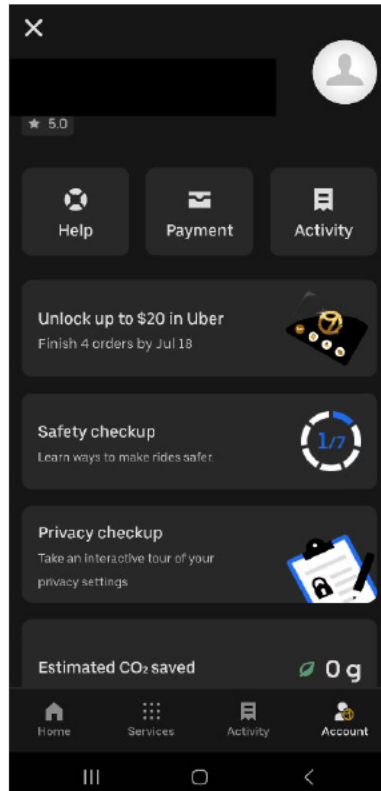 ★ 5.0
Help
Payment
Activity
Unlock up to $20 in Uber
Finish 4 orders by Jul 18
Safety checkup
Learn ways to make rides safer.
1/7
Privacy checkup
Take an interactive tour of your
privacy settings
Estimated CO₂ saved
0 g
Home
Services
Activity
Account